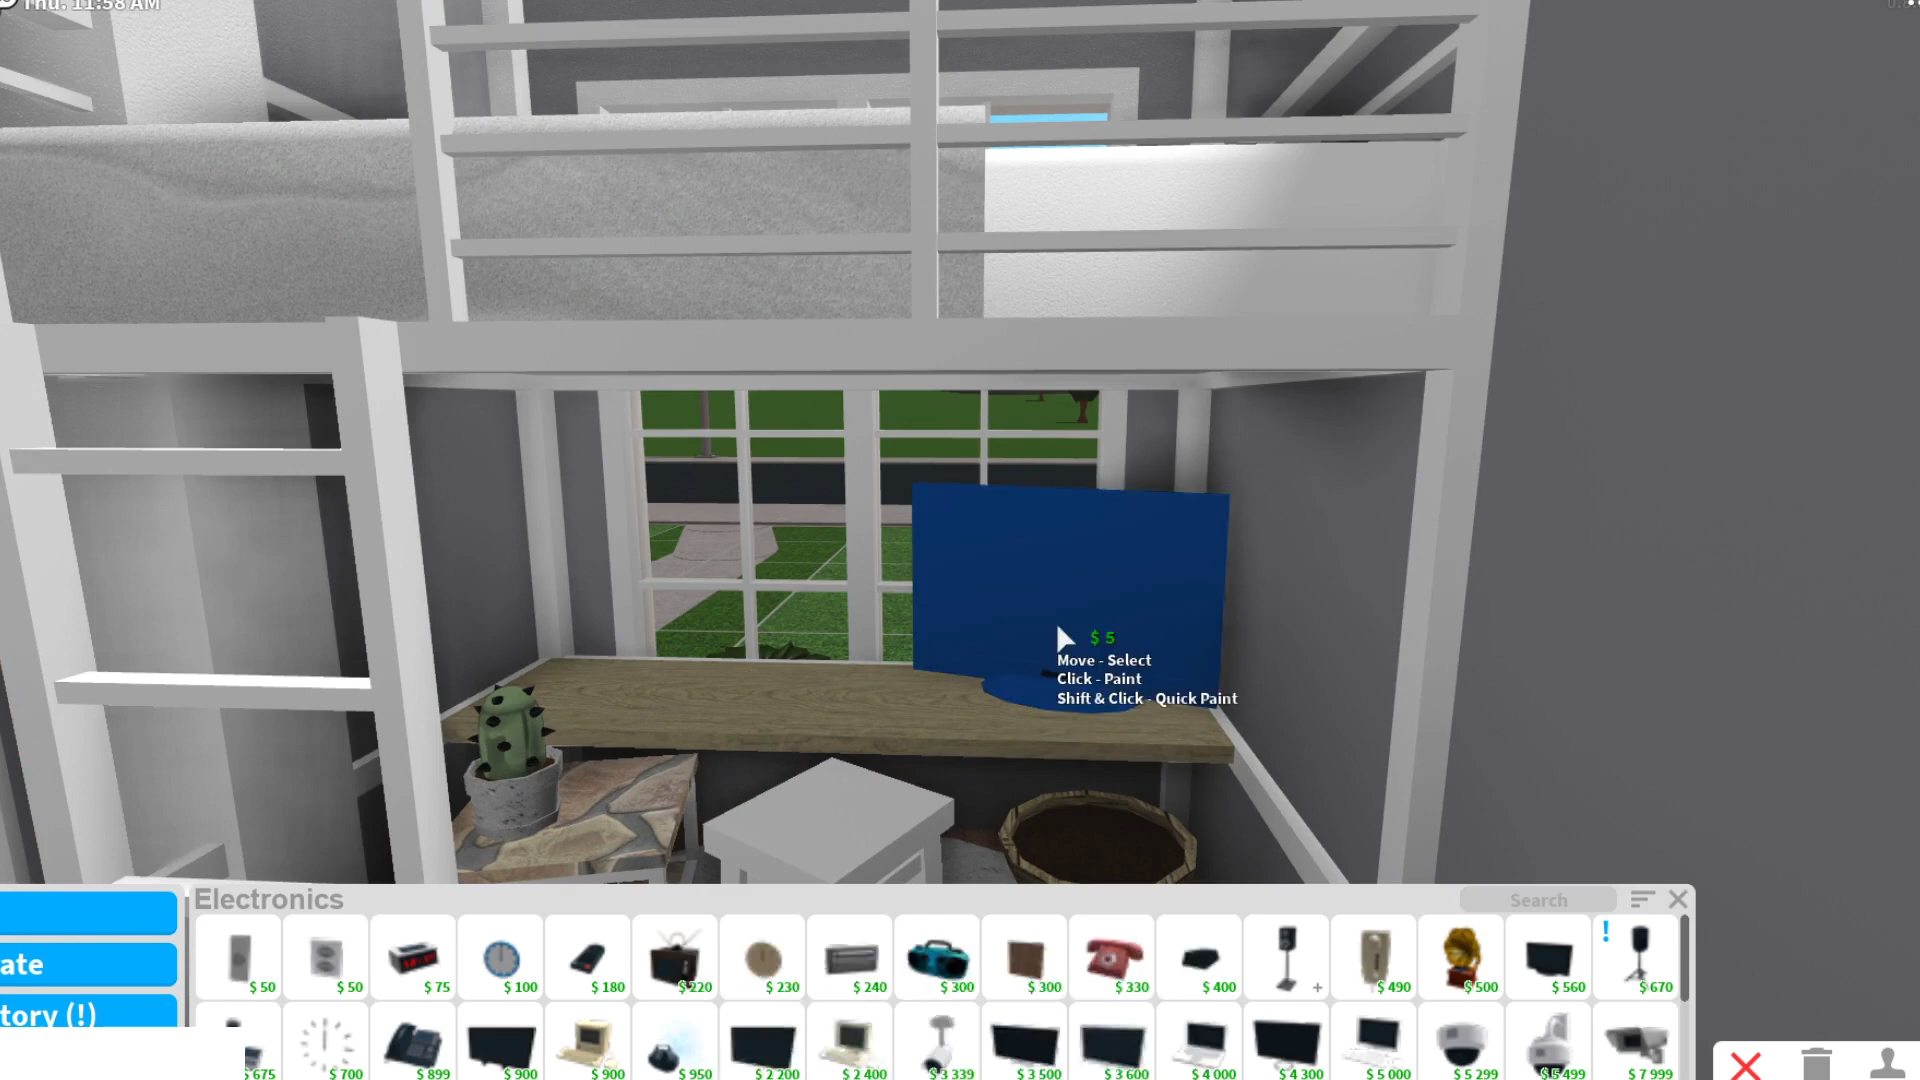 Thu. 11:58 AM
$ 5
Move - Select
Click - Paint
Shift & Click - Quick Paint
Electronics
Search
ate
tory (!)
$ 50
$ 50
$ 75
$ 100
$ 180
$ 220
$ 230
$ 240
$ 300
$ 300
$ 330
$ 400
+
$ 490
$ 500
$ 560
!
$ 670
$ 675
$ 700
$ 899
$ 900
$ 900
$ 950
$ 2 200
$ 2 400
$ 3 339
$ 3 500
$ 3 600
$ 4 000
$ 4 300
$ 5 000
$ 5 299
$ 5 499
$ 7 999